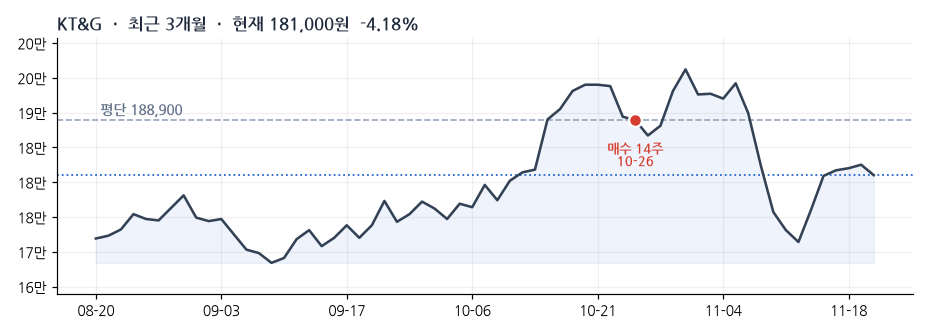 KT&G · 최근 3개월 · 현재 181,000원 -4.18%
20만
20만
19만
18만
18만
18만
17만
16만
평단 188,900
매수 14주
10-26
08-20 09-03 09-17 10-06 10-21 11-04 11-18